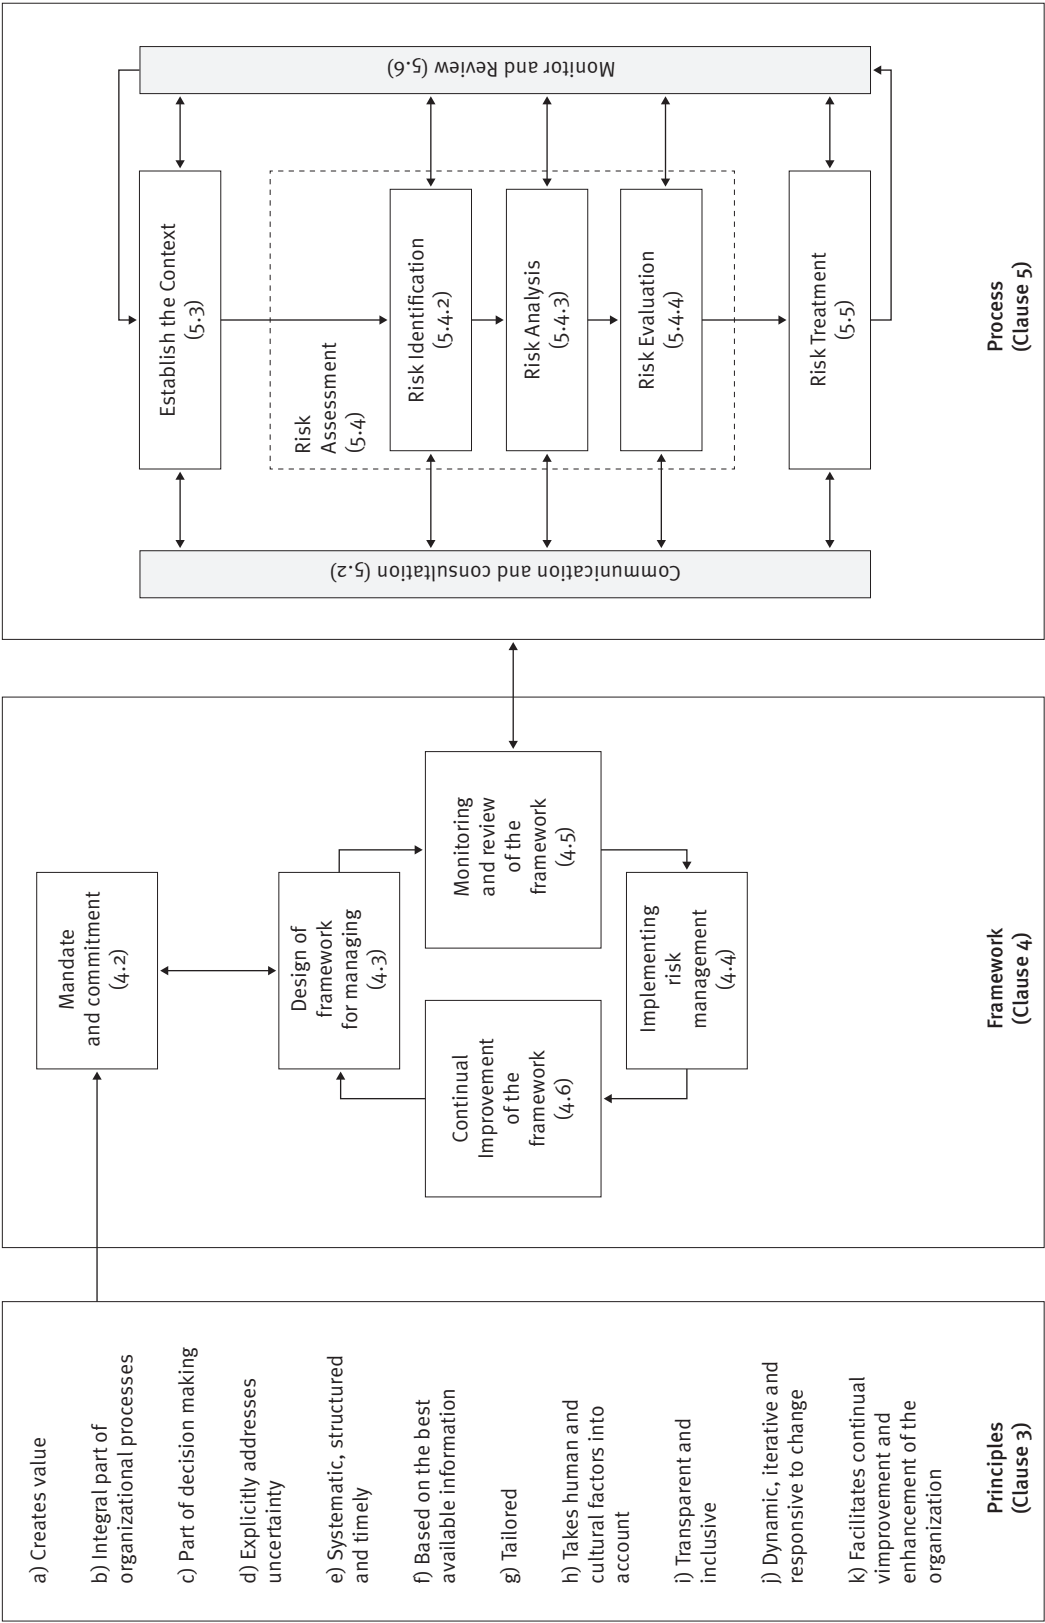 a) Creates value
b) Integral part of
organizational processes
c) Part of decision making
d) Explicitly addresses
uncertainty
e) Systematic, structured
and timely
f) Based on the best
available information
g) Tailored
h) Takes human and
cultural factors into
account
i) Transparent and
inclusive
j) Dynamic, iterative and
responsive to change
k) Facilitates continual
vimprovement and
enhancement of the
organization
Principles
(Clause 3)
Mandate
and commitment
(4.2)
Design of
framework
for managing
(4.3)
Continual
Improvement
of the
framework
(4.6)
Monitoring
and review
of the
framework
(4.5)
Implementing
risk
management
(4.4)
Framework
(Clause 4)
Communication and consultation (5.2)
Establish the Context
(5.3)
Risk
Assessment
(5.4)
Risk Identification
(5.4.2)
Risk Analysis
(5.4.3)
Risk Evaluation
(5.4.4)
Risk Treatment
(5.5)
Monitor and Review (5.6)
Process
(Clause 5)